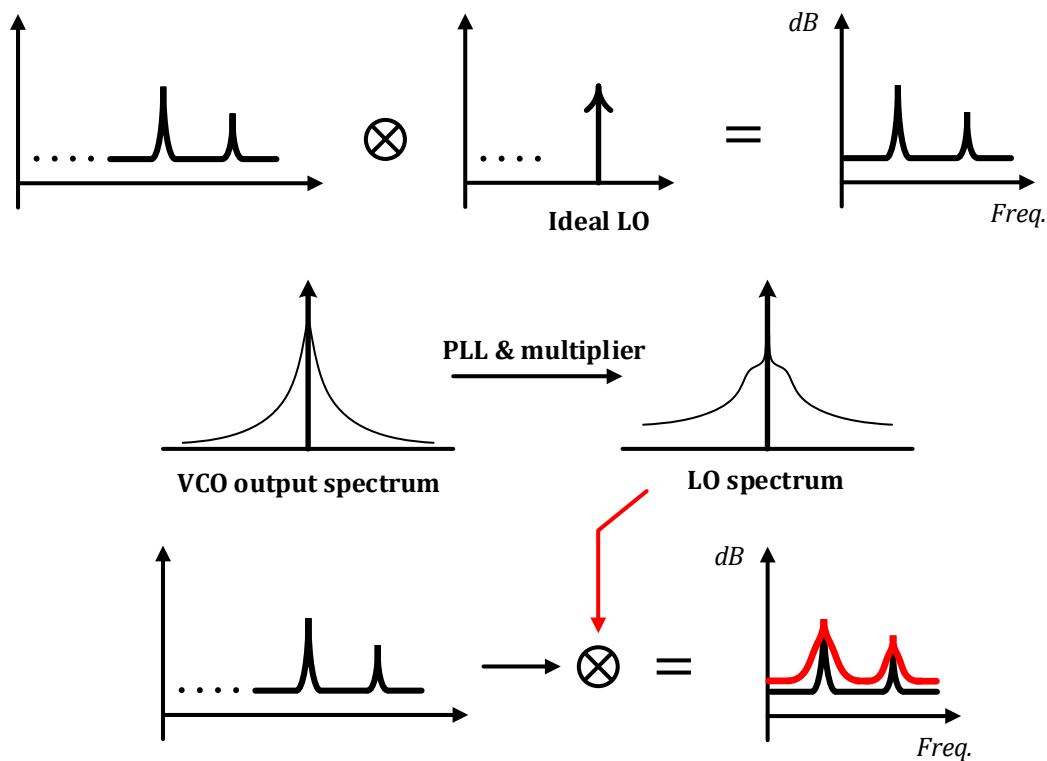 dB
Ideal LO
Freq.
PLL & multiplier
VCO output spectrum
LO spectrum
dB
Freq.